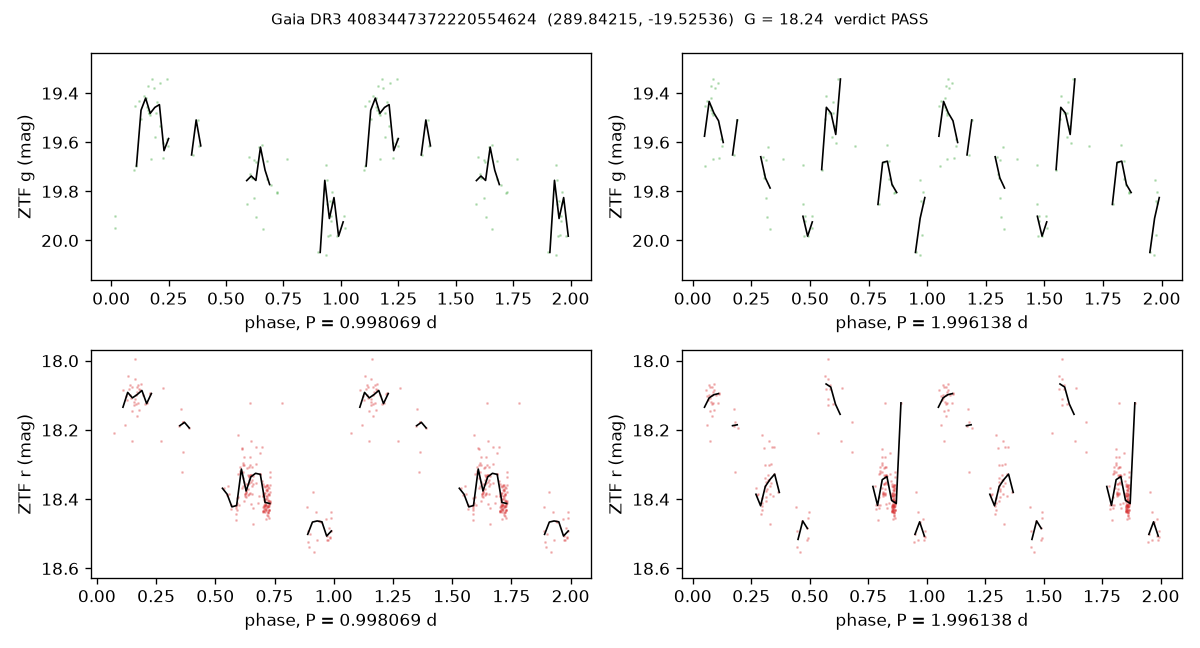 Gaia DR3 4083447372220554624 (289.84215, -19.52536) G = 18.24 verdict PASS
ZTF g (mag)
19.4
19.6
19.8
20.0
0.00 0.25 0.50 0.75 1.00 1.25 1.50 1.75 2.00
phase, P = 0.998069 d
ZTF g (mag)
19.4
19.6
19.8
20.0
0.00 0.25 0.50 0.75 1.00 1.25 1.50 1.75 2.00
phase, P = 1.996138 d
ZTF r (mag)
18.0
18.2
18.4
18.6
0.00 0.25 0.50 0.75 1.00 1.25 1.50 1.75 2.00
phase, P = 0.998069 d
ZTF r (mag)
18.0
18.2
18.4
18.6
0.00 0.25 0.50 0.75 1.00 1.25 1.50 1.75 2.00
phase, P = 1.996138 d